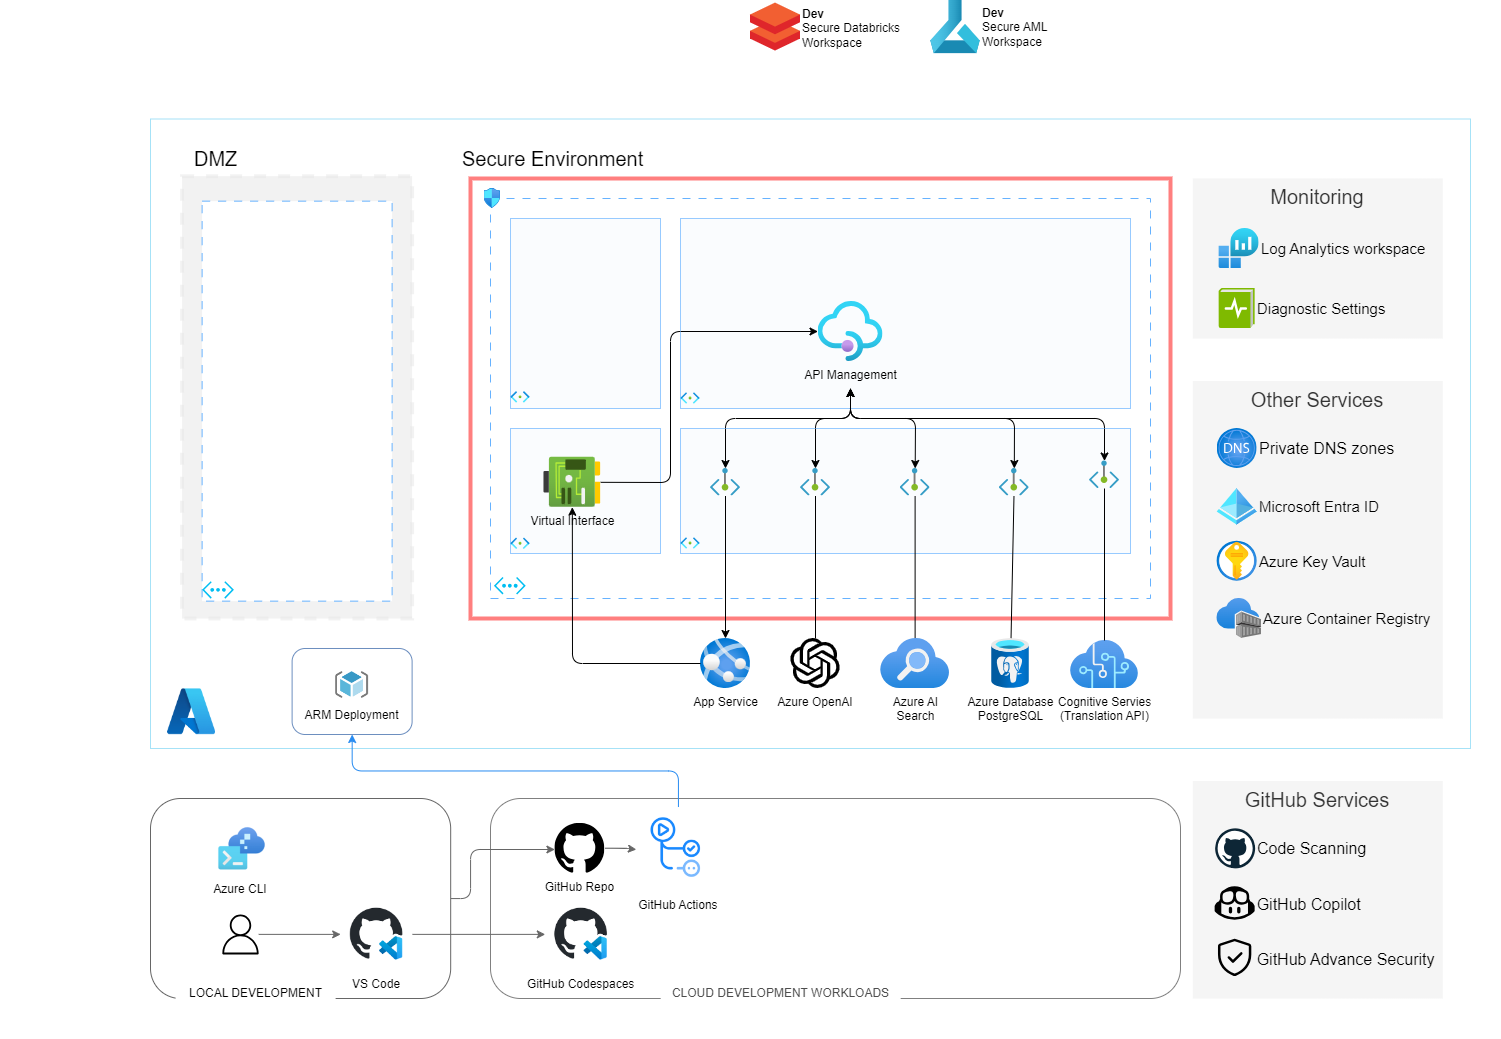 Dev
Secure Databricks
Workspace
Dev
Secure AML
Workspace
DMZ
Secure Environment
Monitoring
Log Analytics workspace
Diagnostic Settings
API Management
Other Services
DNS
Private DNS zones
Microsoft Entra ID
Azure Key Vault
Azure Container Registry
Virtual Interface
App Service
Azure OpenAI
Azure AI
Search
Azure Database
PostgreSQL
Cognitive Servies
(Translation API)
ARM Deployment
GitHub Services
Code Scanning
GitHub Copilot
GitHub Advance Security
Azure CLI
VS Code
LOCAL DEVELOPMENT
GitHub Repo
GitHub Actions
GitHub Codespaces
CLOUD DEVELOPMENT WORKLOADS